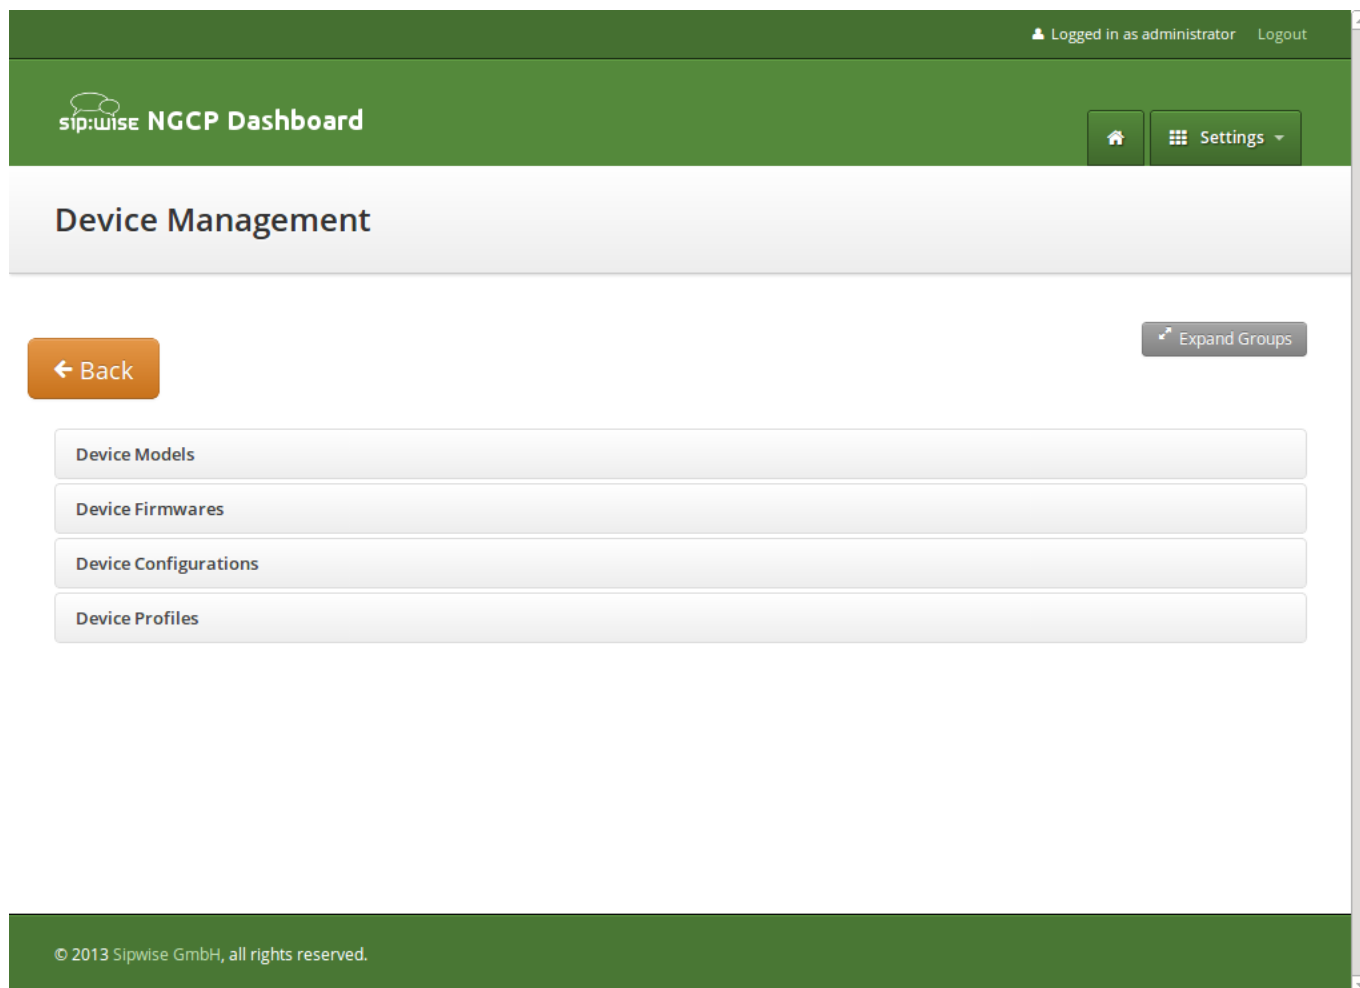 Logged in as administrator Logout
sip:wise NGCP Dashboard
Settings
Device Management
Expand Groups
Back
Device Models
Device Firmwares
Device Configurations
Device Profiles
© 2013 Sipwise GmbH, all rights reserved.